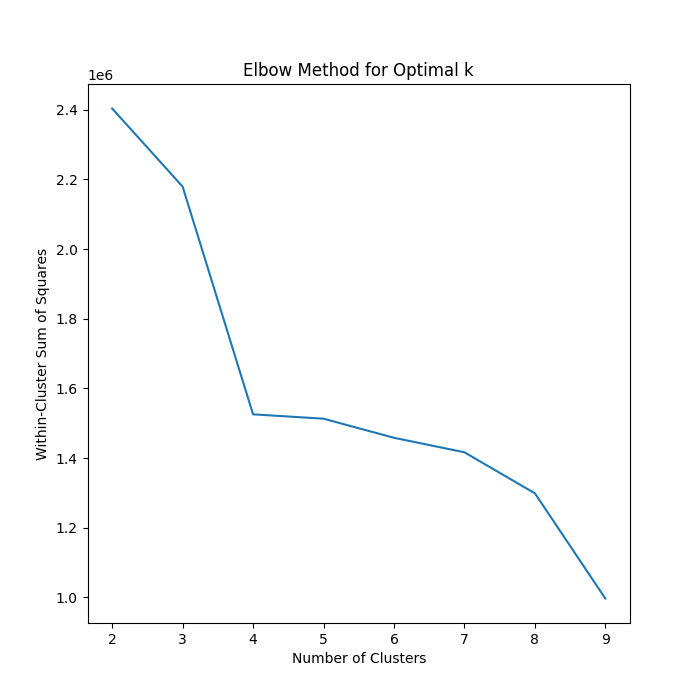 Elbow Method for Optimal k
1e6
2.4
2.2
2.0
1.8
1.6
1.4
1.2
1.0
Within-Cluster Sum of Squares
2 3 4 5 6 7 8 9
Number of Clusters